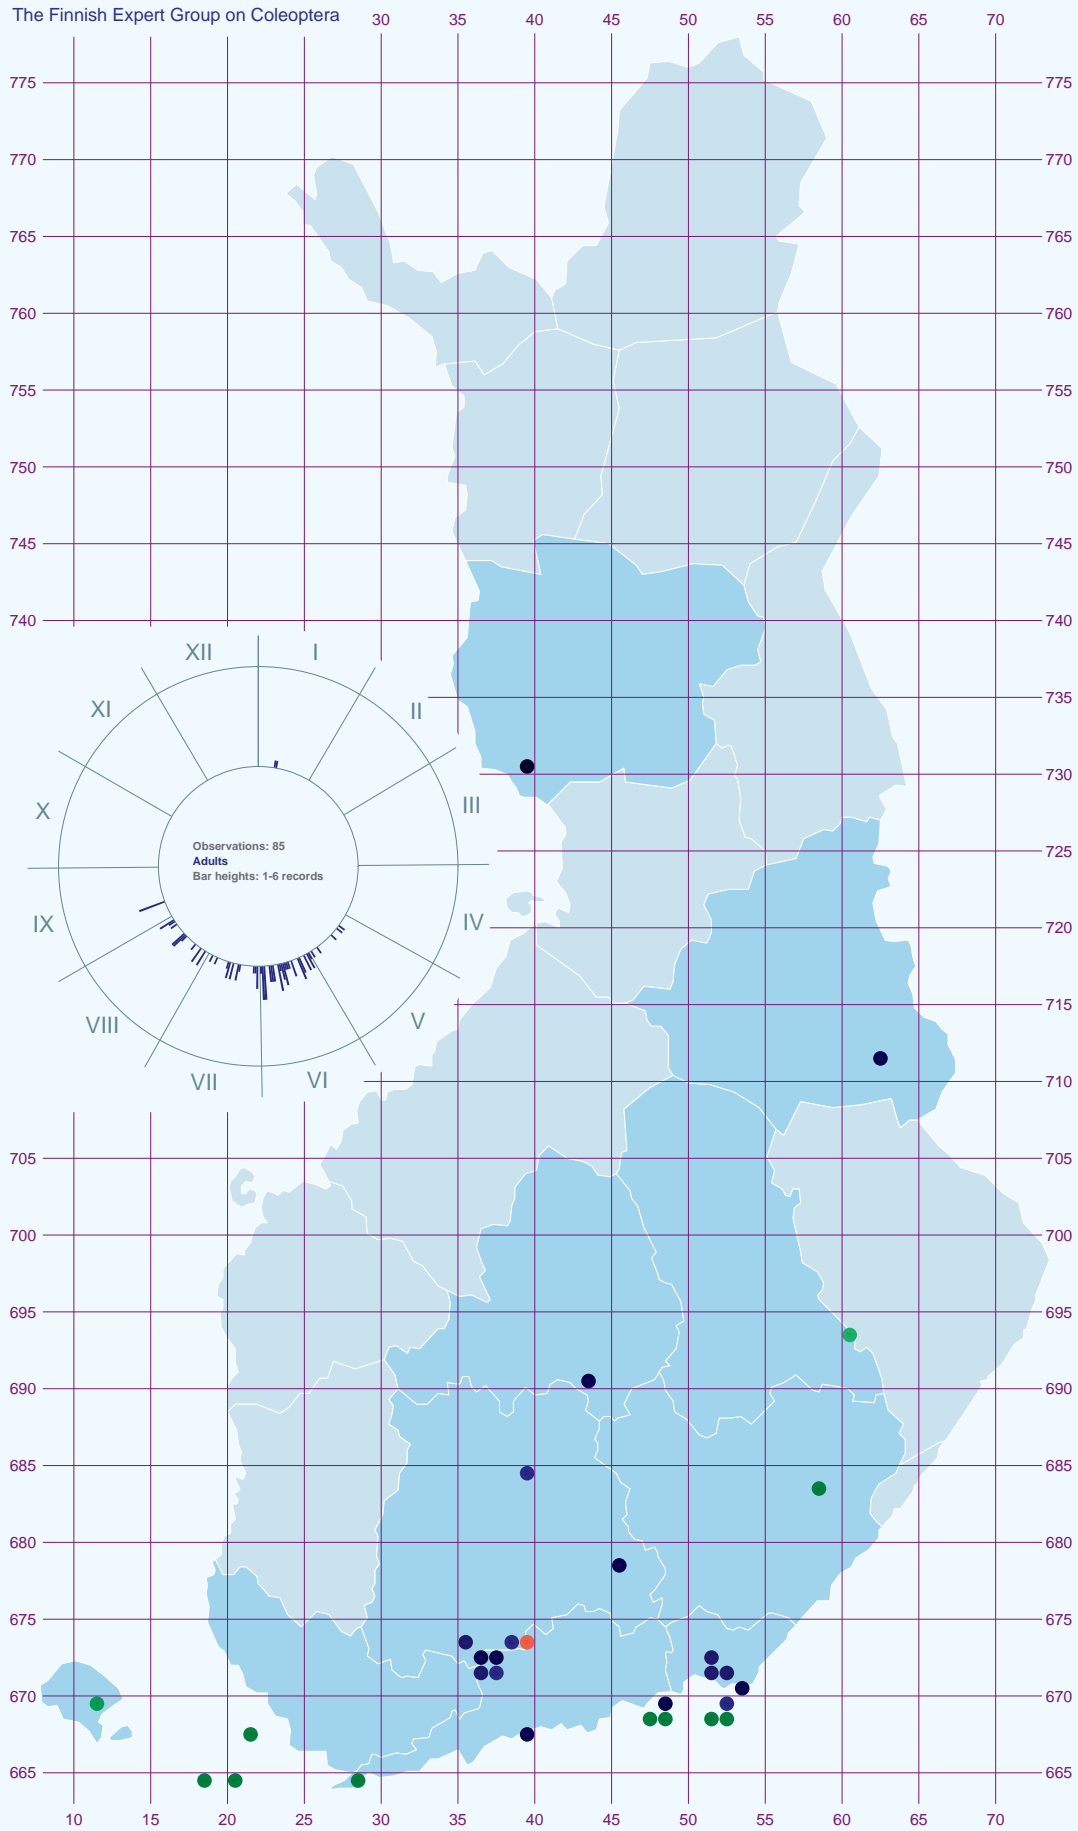 The Finnish Expert Group on Coleoptera
30 35 40 45 50 55 60 65 70
775 775
770 770
765 765
760 760
755 755
750 750
745 745
740 740
XII I
XI II
735
730
X III
Observations: 85
Adults
Bar heights: 1-6 records
725 725
IX IV
720 720
715 715
VIII V
VII VI
710 710
705 705
700 700
695 695
690 690
685 685
680 680
675 675
670 670
665 665
10 15 20 25 30 35 40 45 50 55 60 65 70